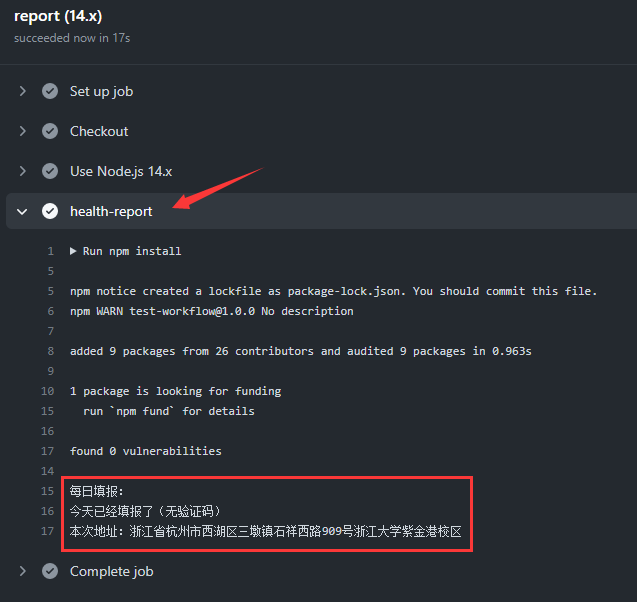 report (14.x)
succeeded now in 17s
Set up job
Checkout
Use Node.js 14.x
health-report
1 Run npm install
5
5 npm notice created a lockfile as package-lock.json. You should commit this file.
6 npm WARN test-workflow@1.0.0 No description
7
8 added 9 packages from 26 contributors and audited 9 packages in 0.963s
9
10 1 package is looking for funding
15 run `npm fund` for details
16
17 found 0 vulnerabilities
14
15 每日填报：
16 今天已经填报了（无验证码）
17 本次地址：浙江省杭州市西湖区三墩镇石祥西路909号浙江大学紫金港校区
Complete job